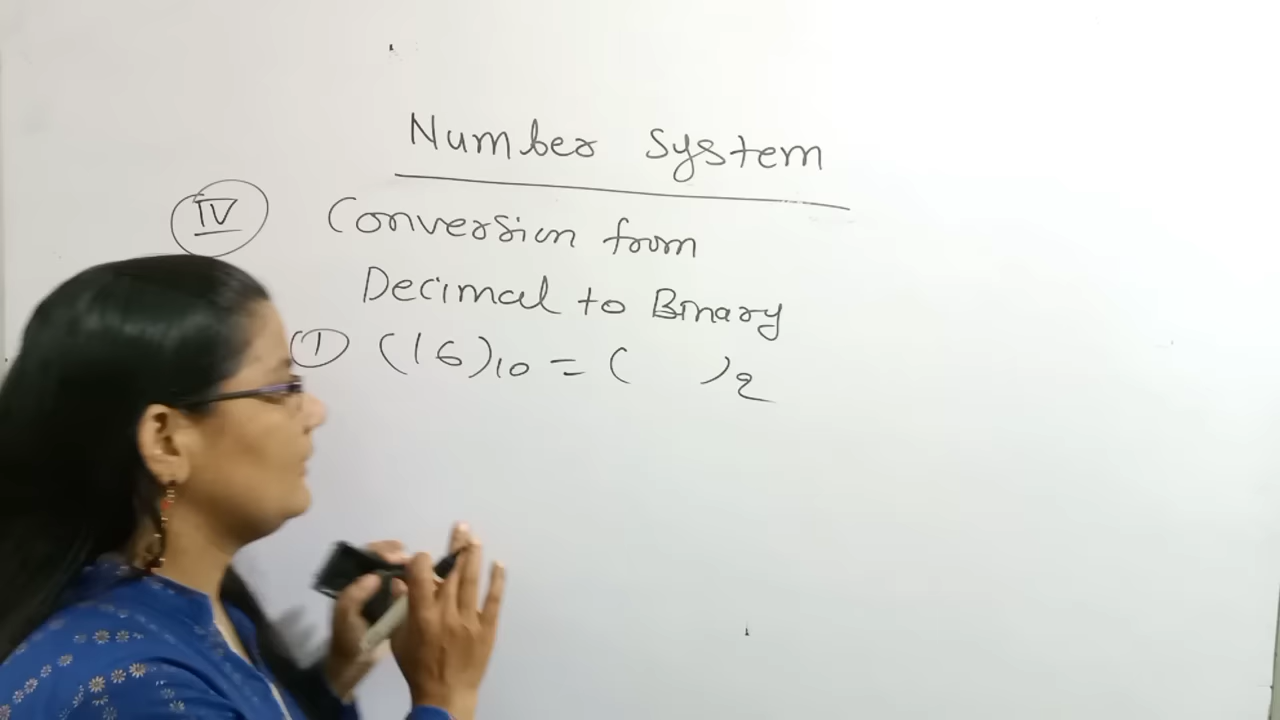 Number System
IV Conversion from
Decimal to Binary
1 (16)10 = ( )2